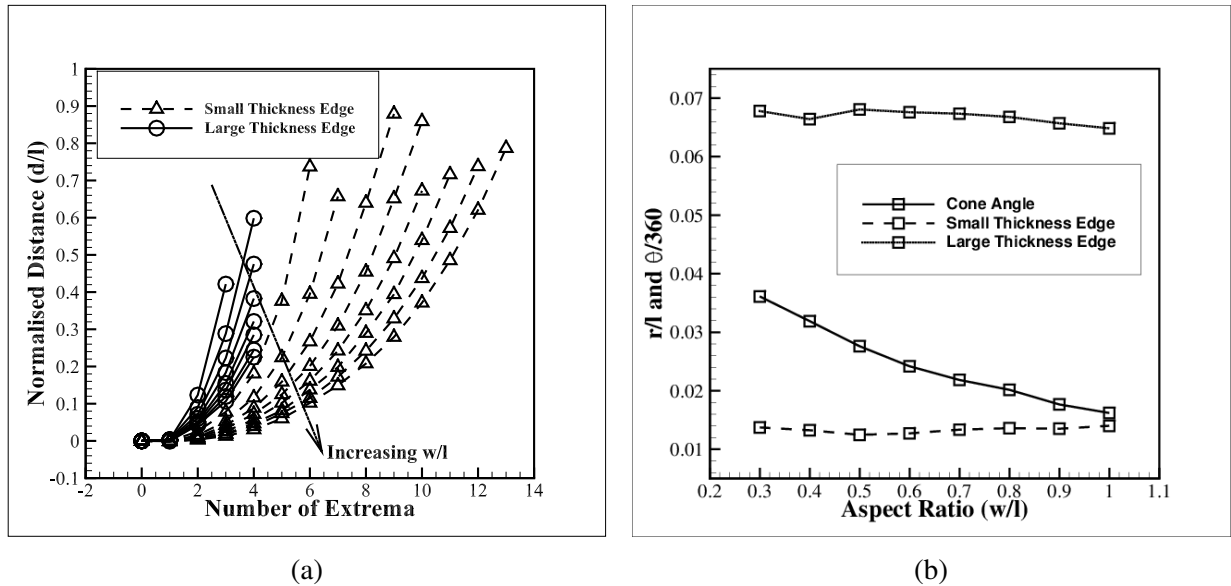 1
0.9
0.8
0.7
0.6
0.5
0.4
0.3
0.2
0.1
0
-0.1
Normalised Distance (d/l)
Small Thickness Edge
Large Thickness Edge
Increasing w/l
-2 0 2 4 6 8 10 12 14
Number of Extrema
(a)
0.07
0.06
0.05
0.04
0.03
0.02
0.01
r/l and θ/360
Cone Angle
Small Thickness Edge
Large Thickness Edge
0.2 0.3 0.4 0.5 0.6 0.7 0.8 0.9 1 1.1
Aspect Ratio (w/l)
(b)